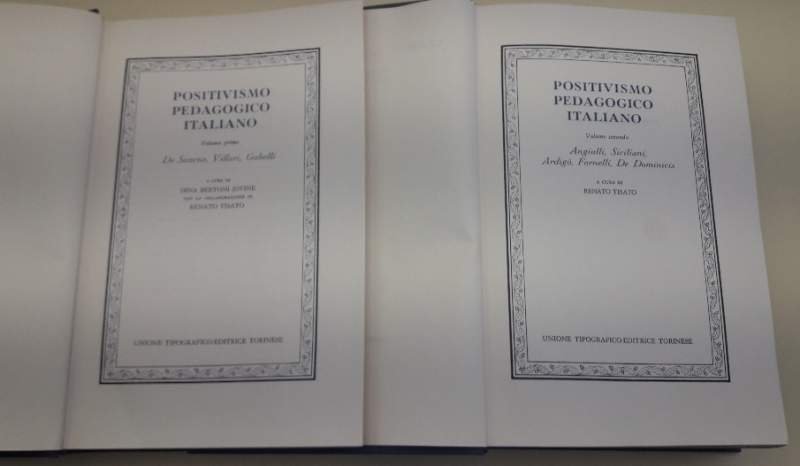 POSITIVISMO
PEDAGOGICO
ITALIANO
Volume primo
De Sanctis, Villari, Gabelli
A CURA DI
DINA BERTONI JOVINE
CON LA COLLABORAZIONE DI
RENATO TISATO
UNIONE TIPOGRAFICO-EDITRICE TORINESE
POSITIVISMO
PEDAGOGICO
ITALIANO
Volume secondo
Angiulli, Siciliani,
Ardigò, Fornelli, De Dominicis
A CURA DI
RENATO TISATO
UNIONE TIPOGRAFICO-EDITRICE TORINESE